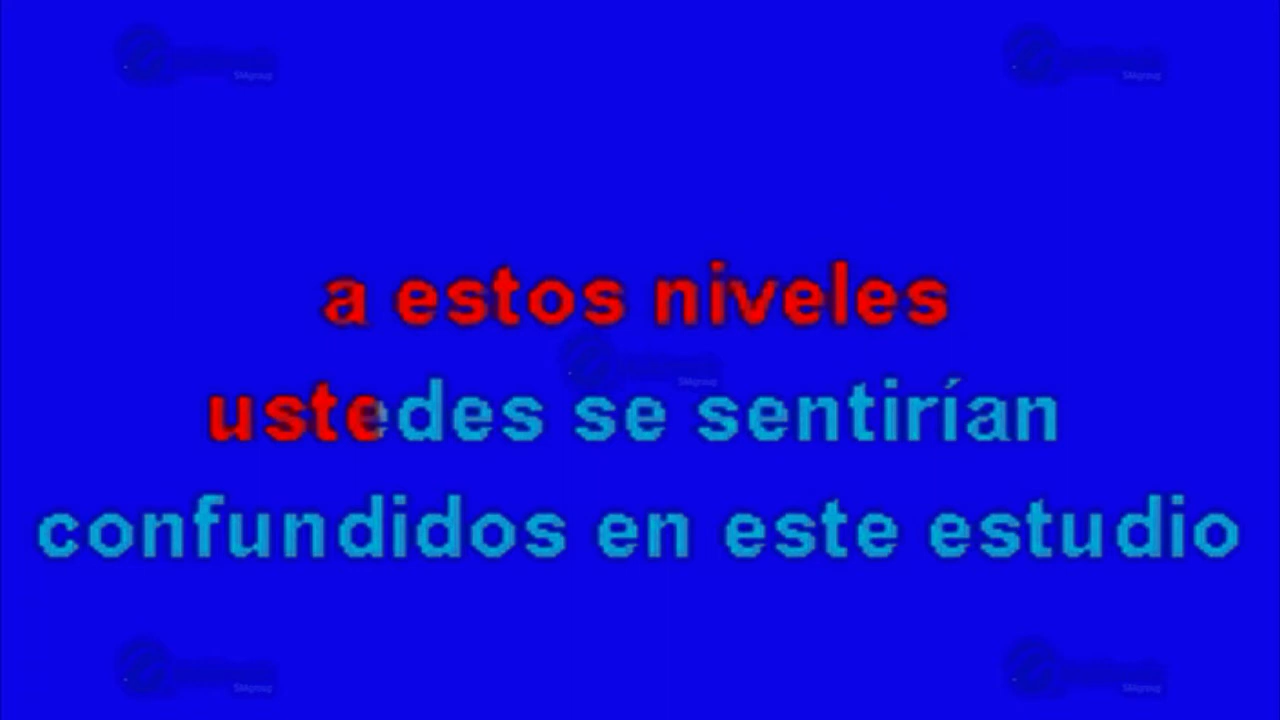 a estos niveles
ustedes se sentirían
confundidos en este estudio